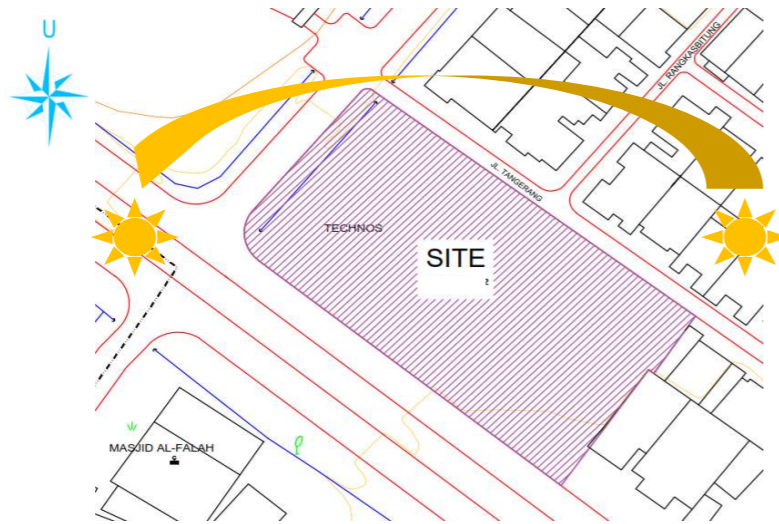 U
JL. RANGKASBITUNG
JL. TANGERANG
TECHNOS
SITE
MASJID AL-FALAH